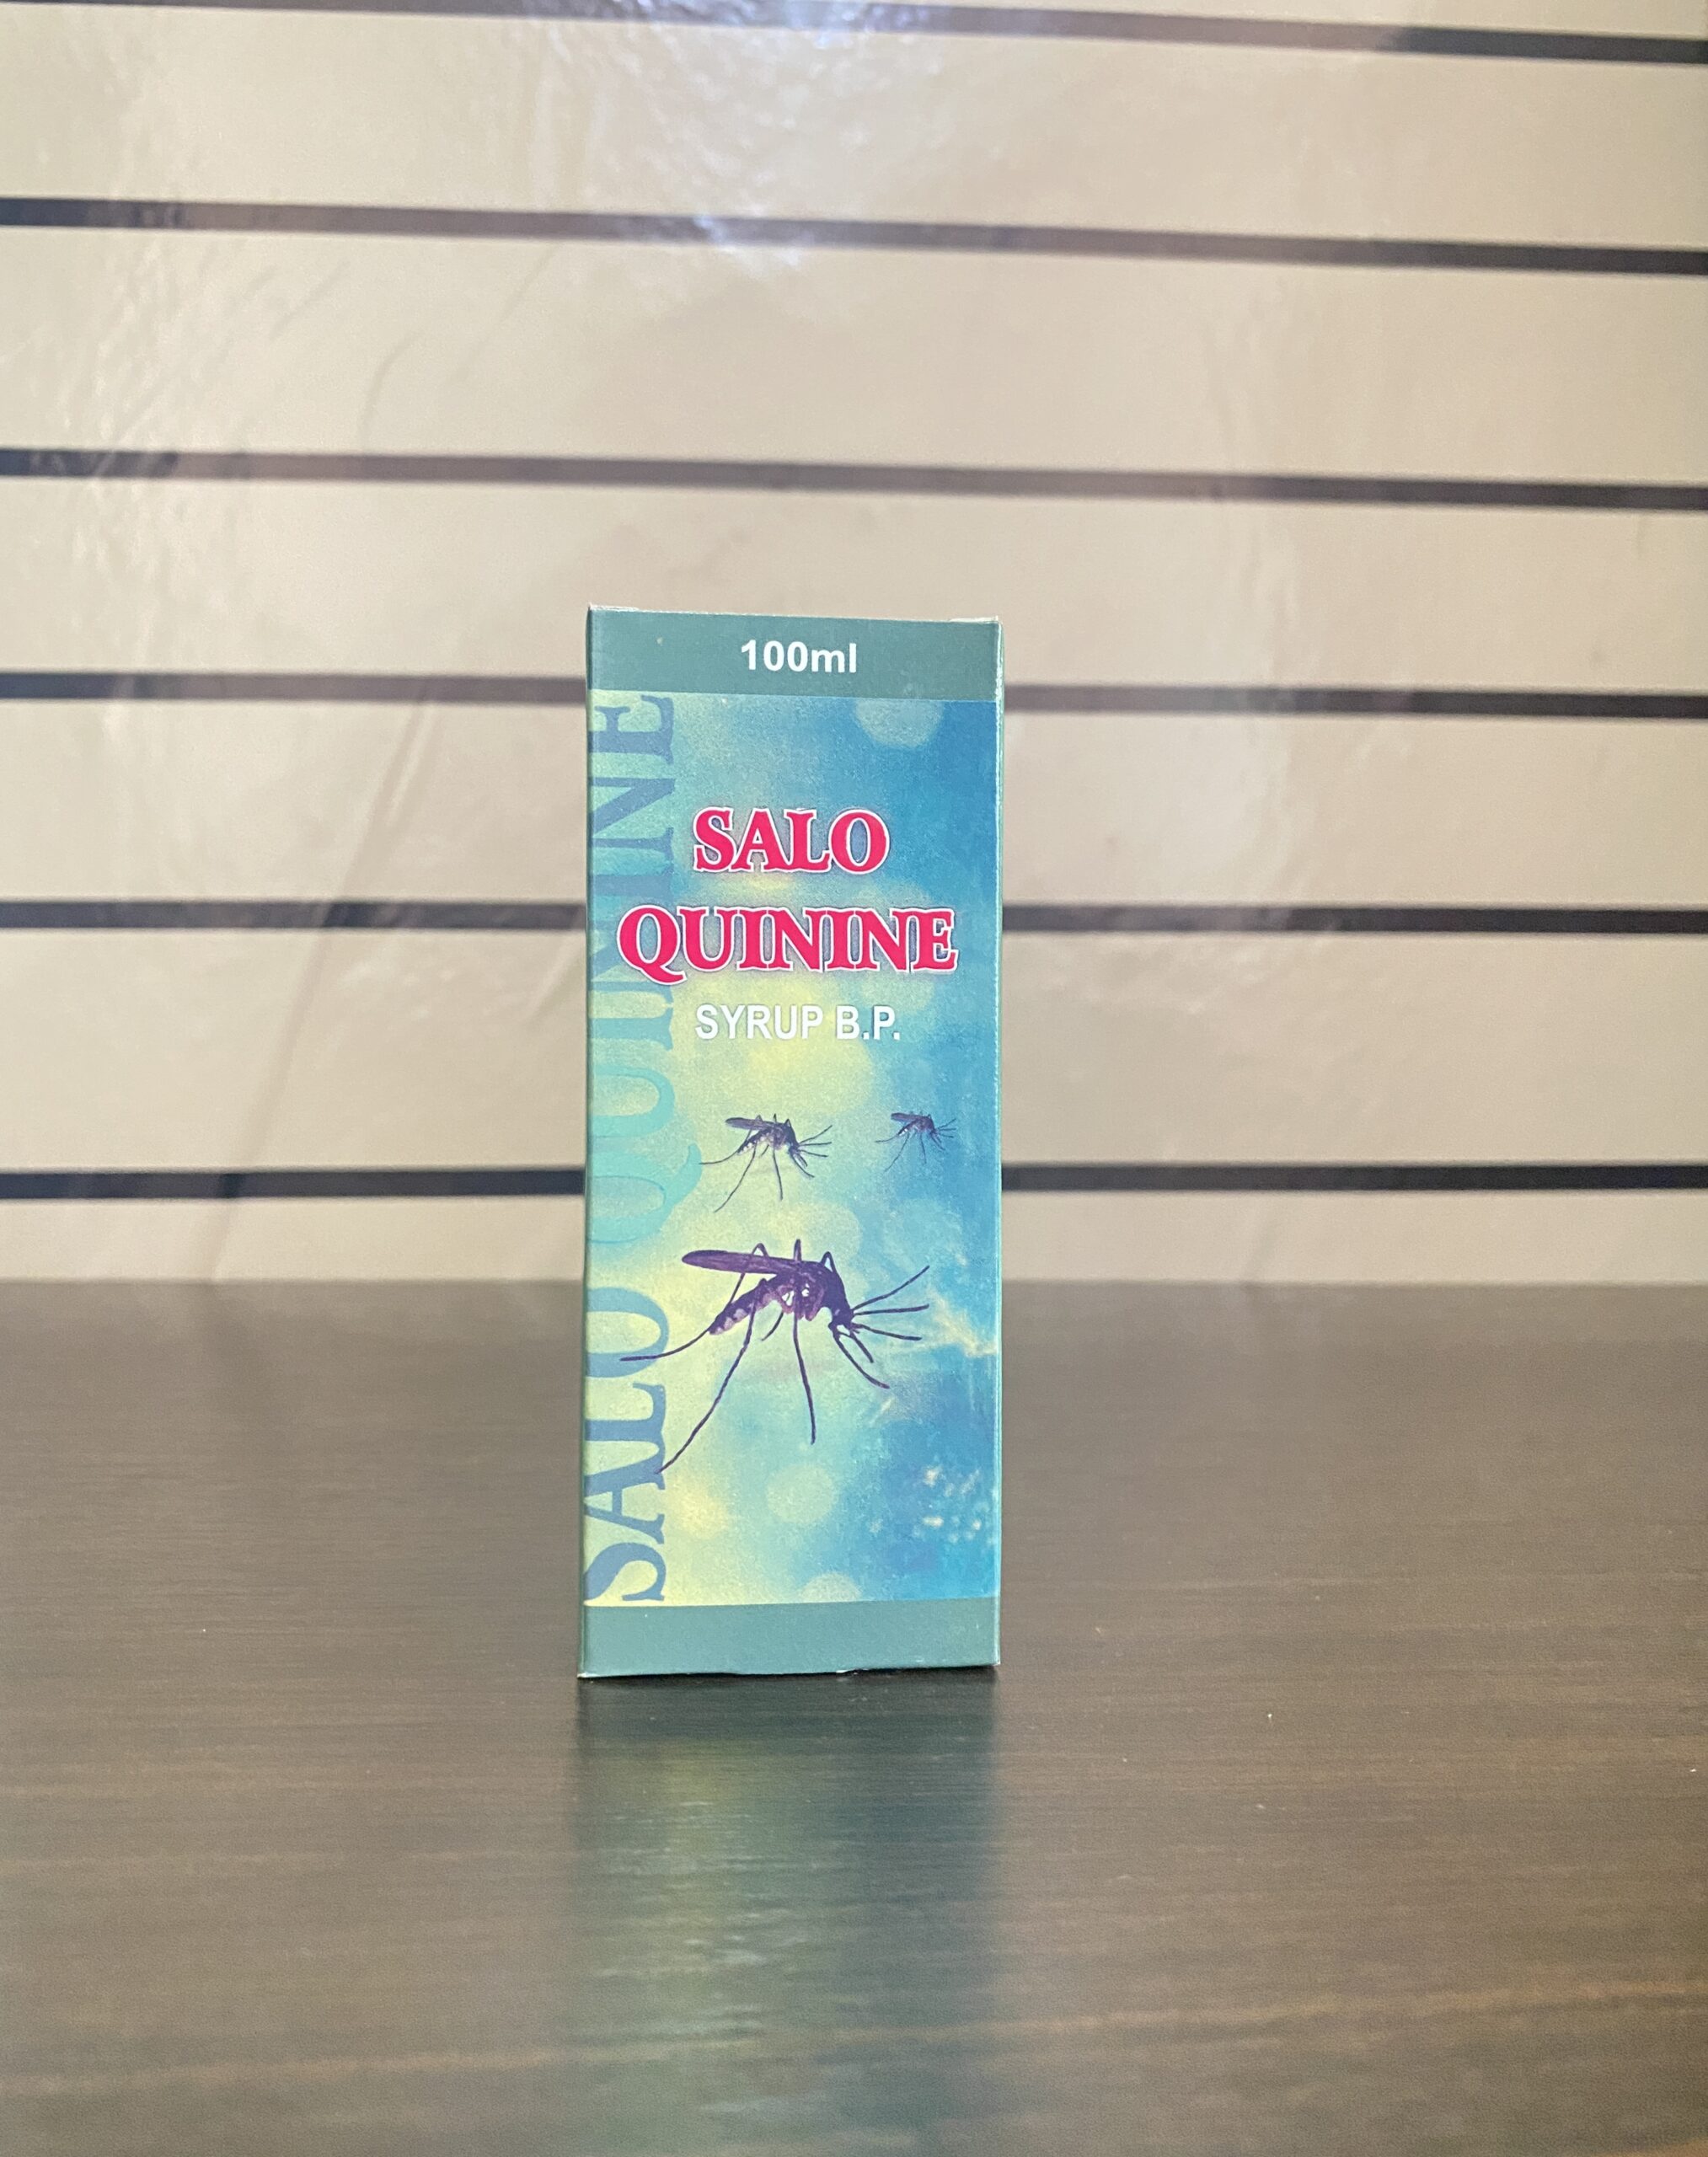 100ml
SALO
QUININE
SYRUP B.P.
SALO QUININE